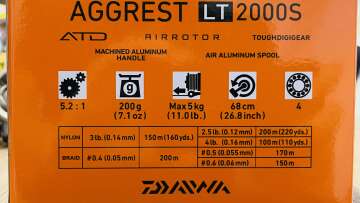 AGGREST LT 2000S
ATD AIRROTOR TOUGHDIGIGEAR
MACHINED ALUMINUM HANDLE AIR ALUMINUM SPOOL
g
5.2 : 1 200g (7.1 oz) Max 5kg (11.0lb.) 68cm (26.8 inch) 4
NYLON 3lb. (0.14mm) 150m (160yds.) 2.5lb. (0.12mm) 200m (220yds.)
4lb. (0.16mm) 100m (110yds.)
BRAID #0.4 (0.05mm) 200m #0.5 (0.055mm) 170m
#0.6 (0.06mm) 150m
DAIWA